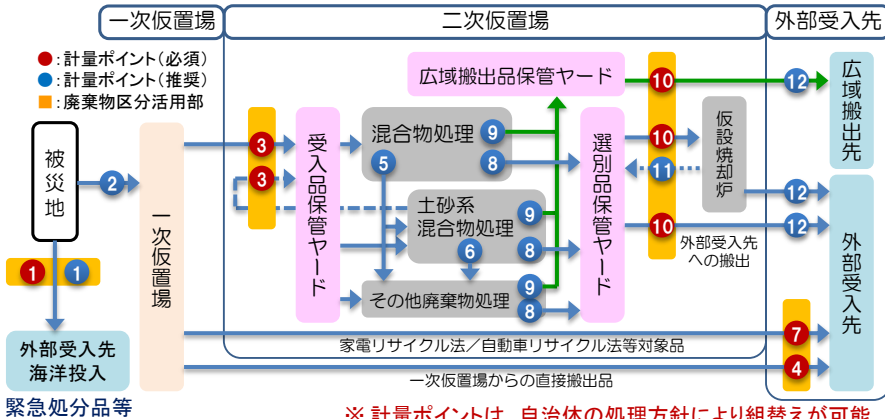 一次仮置場
二次仮置場
外部受入先
●:計量ポイント(必須)
●:計量ポイント(推奨)
■:廃棄物区分活用部
被災地
2
1
1
外部受入先
海洋投入
緊急処分品等
一次仮置場
3
3
受入品保管ヤード
広域搬出品保管ヤード
混合物処理
9
8
5
土砂系
混合物処理
9
8
6
その他廃棄物処理
9
8
選別品保管ヤード
10
10
11
10
仮設焼却炉
外部受入先
への搬出
12
12
12
広域搬出先
外部受入先
家電リサイクル法/自動車リサイクル法等対象品
7
一次仮置場からの直接搬出品
4
※ 計量ポイントは、自治体の処理方針により組替えが可能